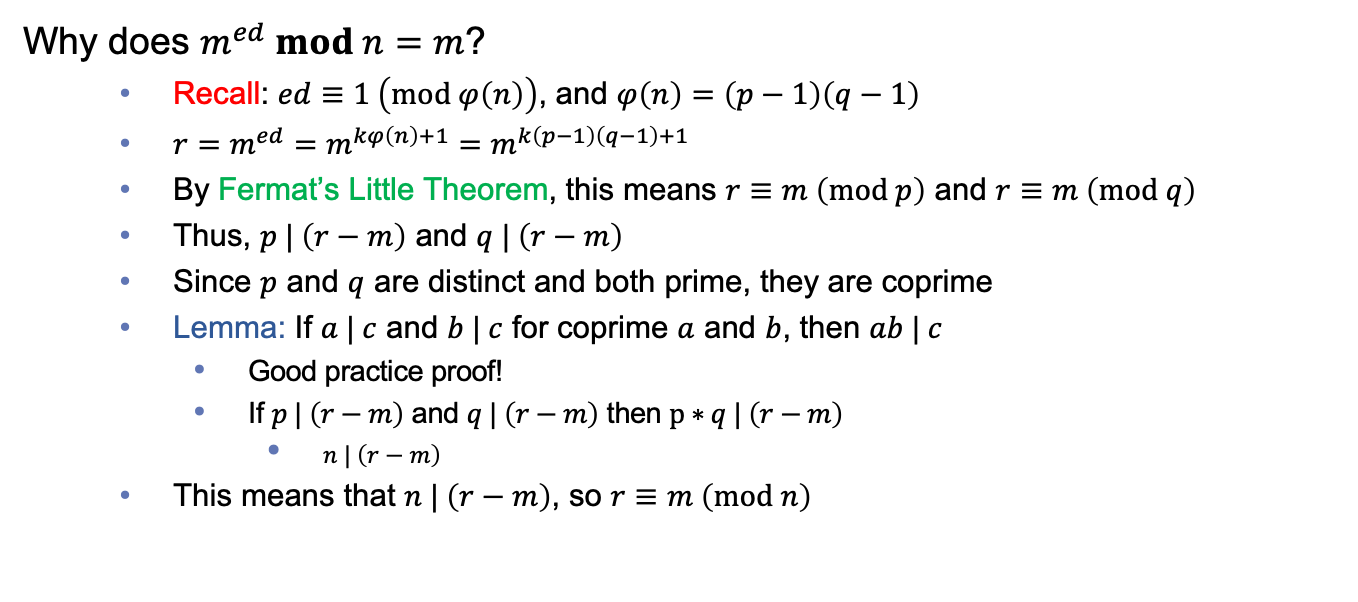 Why does m^{ed} mod n = m?
• Recall: ed ≡ 1 (mod φ(n)), and φ(n) = (p − 1)(q − 1)
• r = m^{ed} = m^{kφ(n)+1} = m^{k(p−1)(q−1)+1}
• By Fermat's Little Theorem, this means r ≡ m (mod p) and r ≡ m (mod q)
• Thus, p | (r − m) and q | (r − m)
• Since p and q are distinct and both prime, they are coprime
• Lemma: If a | c and b | c for coprime a and b, then ab | c
• Good practice proof!
• If p | (r − m) and q | (r − m) then p * q | (r − m)
• n | (r − m)
• This means that n | (r − m), so r ≡ m (mod n)